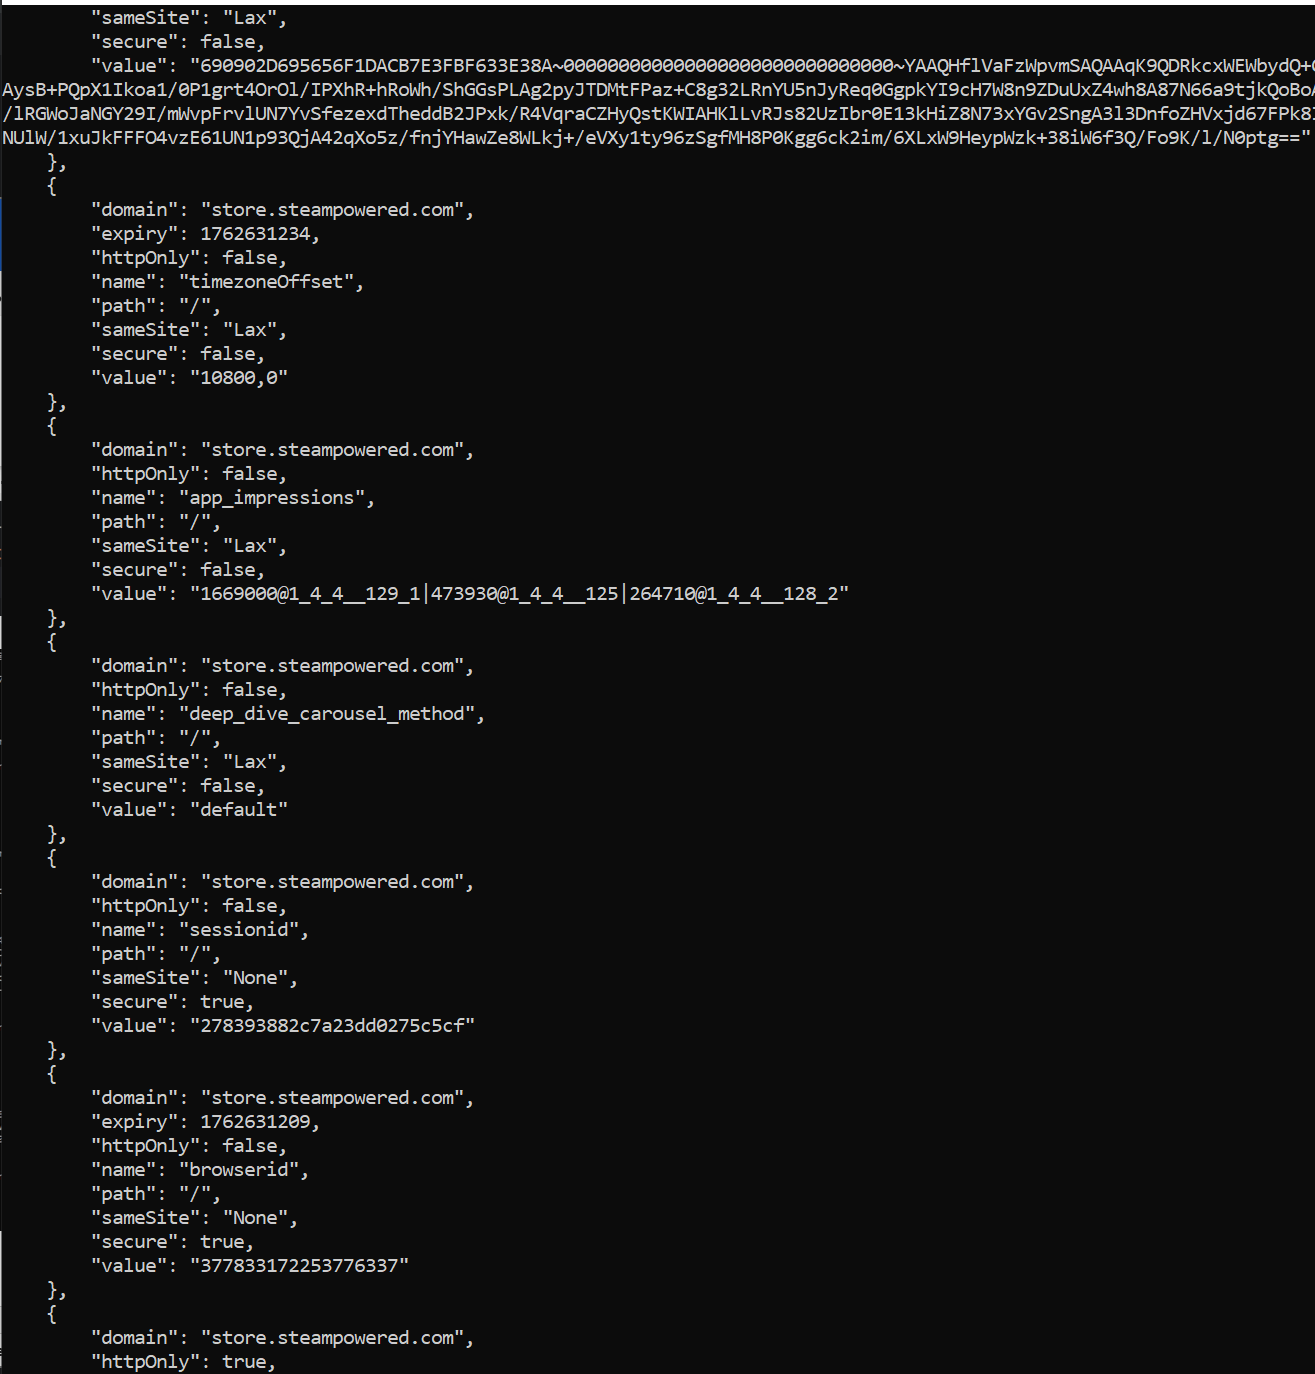 "sameSite": "Lax",
"secure": false,
"value": "690902D695656F1DACB7E3FBF633E38A~000000000000000000000000000000~YAAQHflVaFzWpvmSAQAAqK9QDRkcxWEWbydQ+
AysB+PQpX1Ikoa1/0P1grt4OrOl/IPXhR+hRoWh/ShGGsPLAg2pyJTDMtFPaz+C8g32LRnYU5nJyReq0GgpkYI9cH7W8n9ZDuUxZ4wh8A87N66a9tjkQoBoA
/lRGWoJaNGY29I/mWvpFrvlUN7YvSfezexdTheddB2JPxk/R4VqraCZHyQstKWIAHKlLvRJs82UzIbr0E13kHiZ8N73xYGv2SngA3l3DnfoZHVxjd67FPk8
NUlW/1xuJkFFFO4vzE61UN1p93QjA42qXo5z/fnjYHawZe8WLkj+/eVXy1ty96zSgfMH8P0Kgg6ck2im/6XLxW9HeypWzk+38iW6f3Q/Fo9K/l/N0ptg=="
},
{
"domain": "store.steampowered.com",
"expiry": 1762631234,
"httpOnly": false,
"name": "timezoneOffset",
"path": "/",
"sameSite": "Lax",
"secure": false,
"value": "10800,0"
},
{
"domain": "store.steampowered.com",
"httpOnly": false,
"name": "app_impressions",
"path": "/",
"sameSite": "Lax",
"secure": false,
"value": "1669000@1_4_4__129_1|473930@1_4_4__125|264710@1_4_4__128_2"
},
{
"domain": "store.steampowered.com",
"httpOnly": false,
"name": "deep_dive_carousel_method",
"path": "/",
"sameSite": "Lax",
"secure": false,
"value": "default"
},
{
"domain": "store.steampowered.com",
"httpOnly": false,
"name": "sessionid",
"path": "/",
"sameSite": "None",
"secure": true,
"value": "278393882c7a23dd0275c5cf"
},
{
"domain": "store.steampowered.com",
"expiry": 1762631209,
"httpOnly": false,
"name": "browserid",
"path": "/",
"sameSite": "None",
"secure": true,
"value": "377833172253776337"
},
{
"domain": "store.steampowered.com",
"httpOnly": true,